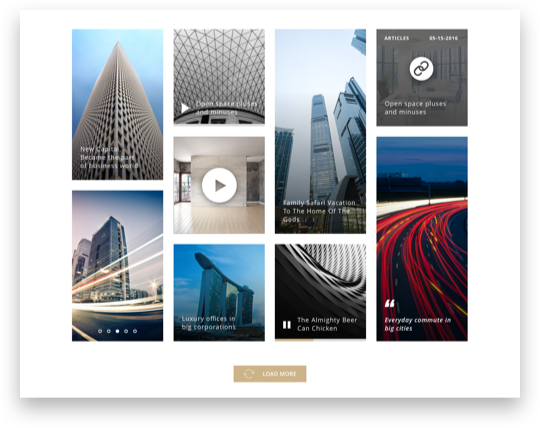 New Capital
Became the part
of business world
Open space pluses
and minuses
Family Safari Vacation
To The Home Of The
Gods
ARTICLES 05-15-2016
Open space pluses
and minuses
Luxury offices in
big corporations
The Almighty Beer
Can Chicken
“
Everyday commute in
big cities
LOAD MORE